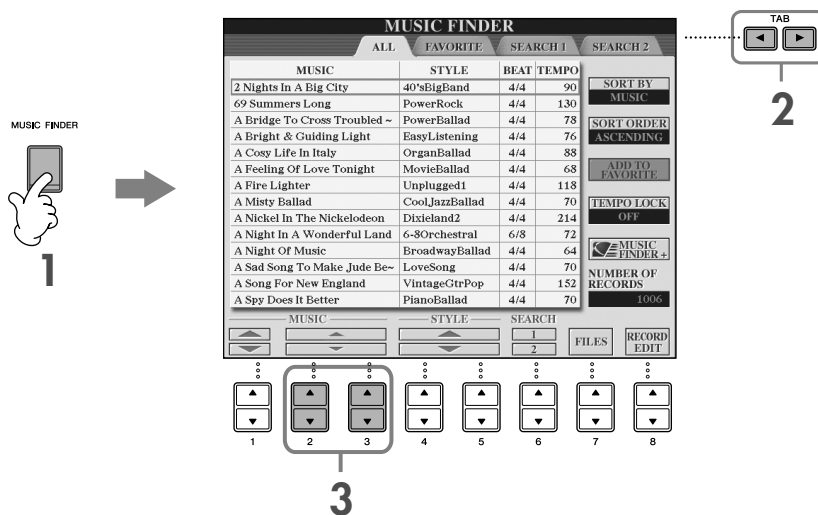 MUSIC FINDER
TAB
ALL FAVORITE SEARCH 1 SEARCH 2
2
MUSIC STYLE BEAT TEMPO
2 Nights In A Big City 40'sBigBand 4/4 90
69 Summers Long PowerRock 4/4 130
A Bridge To Cross Troubled ~ PowerBallad 4/4 78
A Bright & Guiding Light EasyListening 4/4 76
A Cosy Life In Italy OrganBallad 4/4 88
A Feeling Of Love Tonight MovieBallad 4/4 68
A Fire Lighter Unplugged1 4/4 118
A Misty Ballad CoolJazzBallad 4/4 70
A Nickel In The Nickelodeon Dixieland2 4/4 214
A Night In A Wonderful Land 6-8Orchestral 6/8 72
A Night Of Music BroadwayBallad 4/4 64
A Sad Song To Make Jude Be~ LoveSong 4/4 70
A Song For New England VintageGtrPop 4/4 152
A Spy Does It Better PianoBallad 4/4 70
SORT BY
MUSIC
SORT ORDER
ASCENDING
ADD TO
FAVORITE
TEMPO LOCK
OFF
MUSIC
FINDER +
NUMBER OF
RECORDS
1006
MUSIC FINDER
1
MUSIC STYLE SEARCH
1
2
FILES
RECORD
EDIT
1 2 3 4 5 6 7 8
3